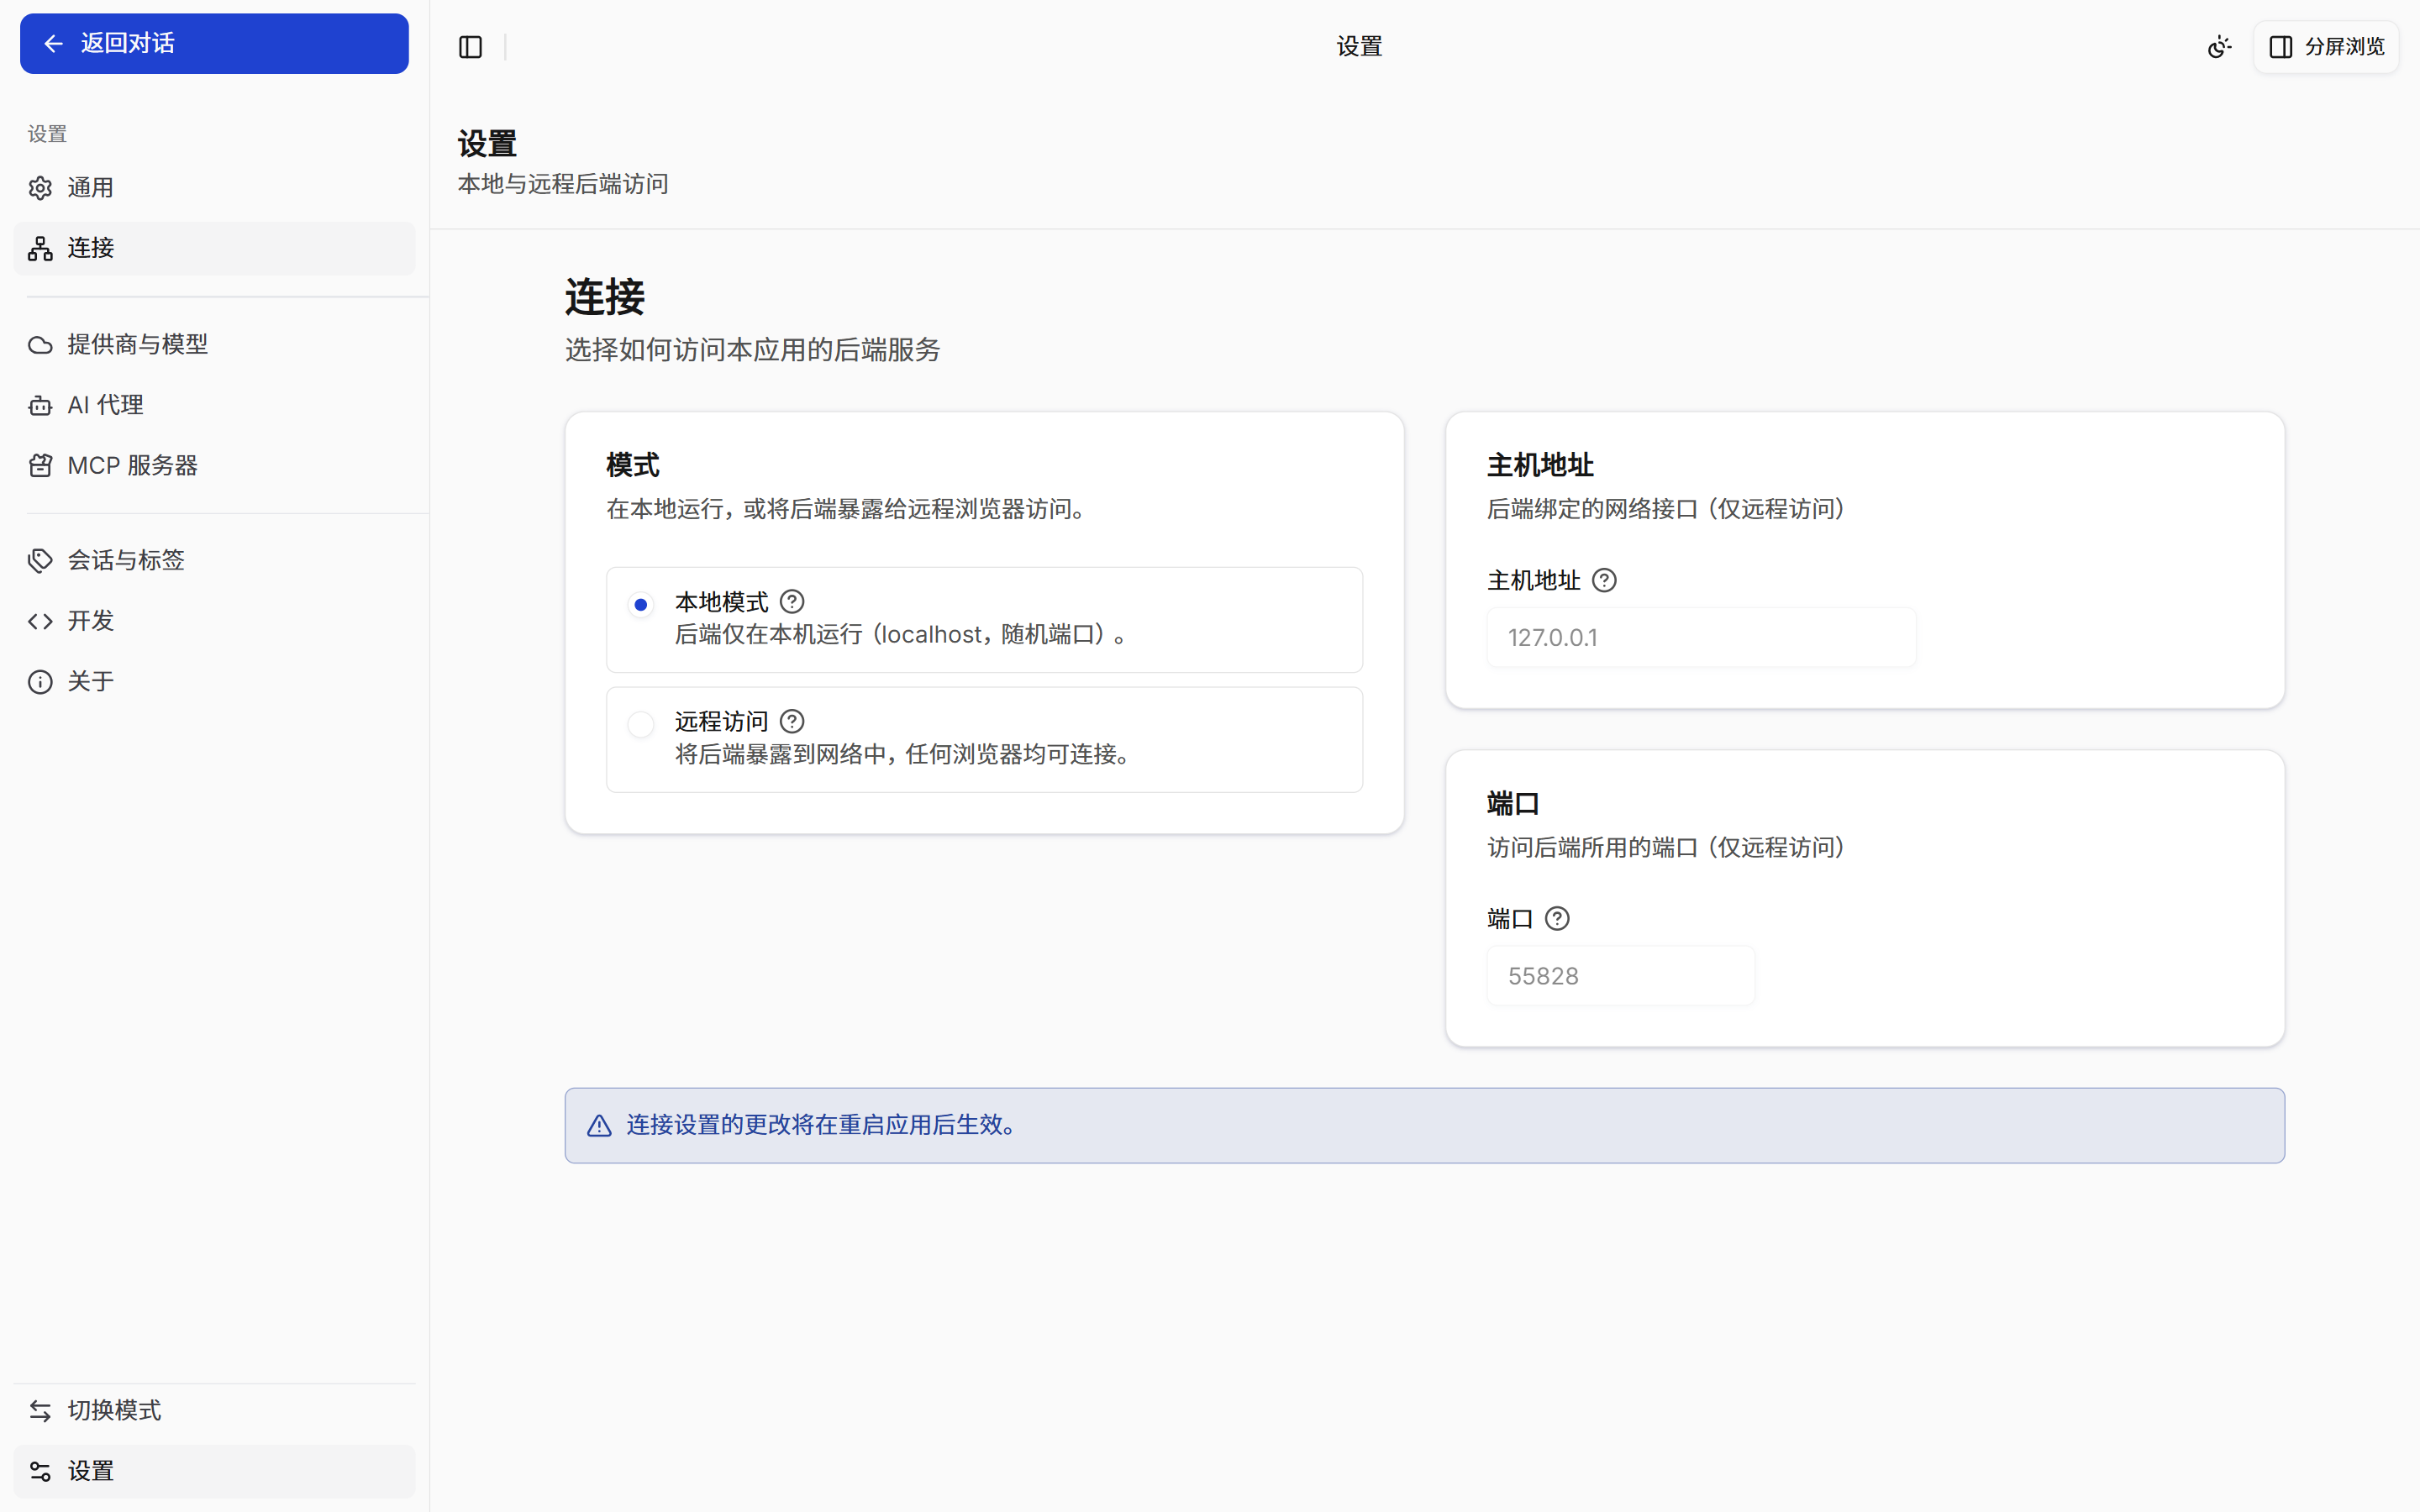 返回对话
设置
通用
连接
提供商与模型
AI 代理
MCP 服务器
会话与标签
开发
关于
切换模式
设置
设置
分屏浏览
设置
本地与远程后端访问
连接
选择如何访问本应用的后端服务
模式
在本地运行，或将后端暴露给远程浏览器访问。
本地模式
后端仅在本机运行（localhost，随机端口）。
远程访问
将后端暴露到网络中，任何浏览器均可连接。
主机地址
后端绑定的网络接口（仅远程访问）
主机地址
127.0.0.1
端口
访问后端所用的端口（仅远程访问）
端口
55828
连接设置的更改将在重启应用后生效。